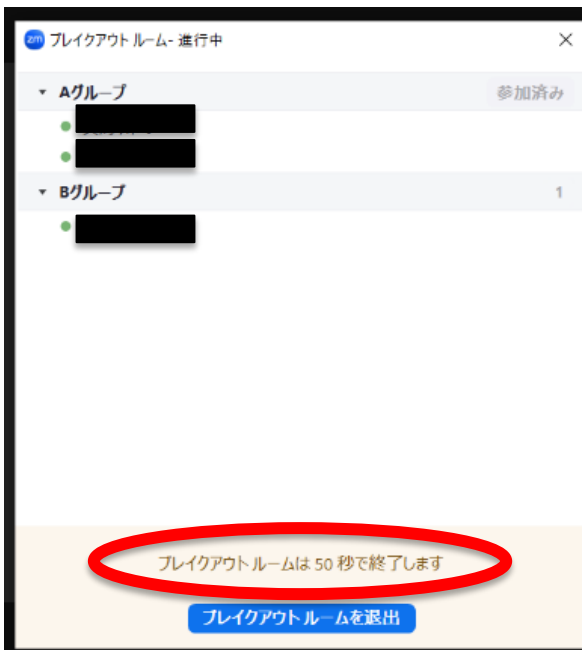 zm ブレイクアウト ルーム- 進行中
Aグループ 参加済み
Bグループ 1
ブレイクアウト ルームは 50 秒で終了します
ブレイクアウト ルームを退出